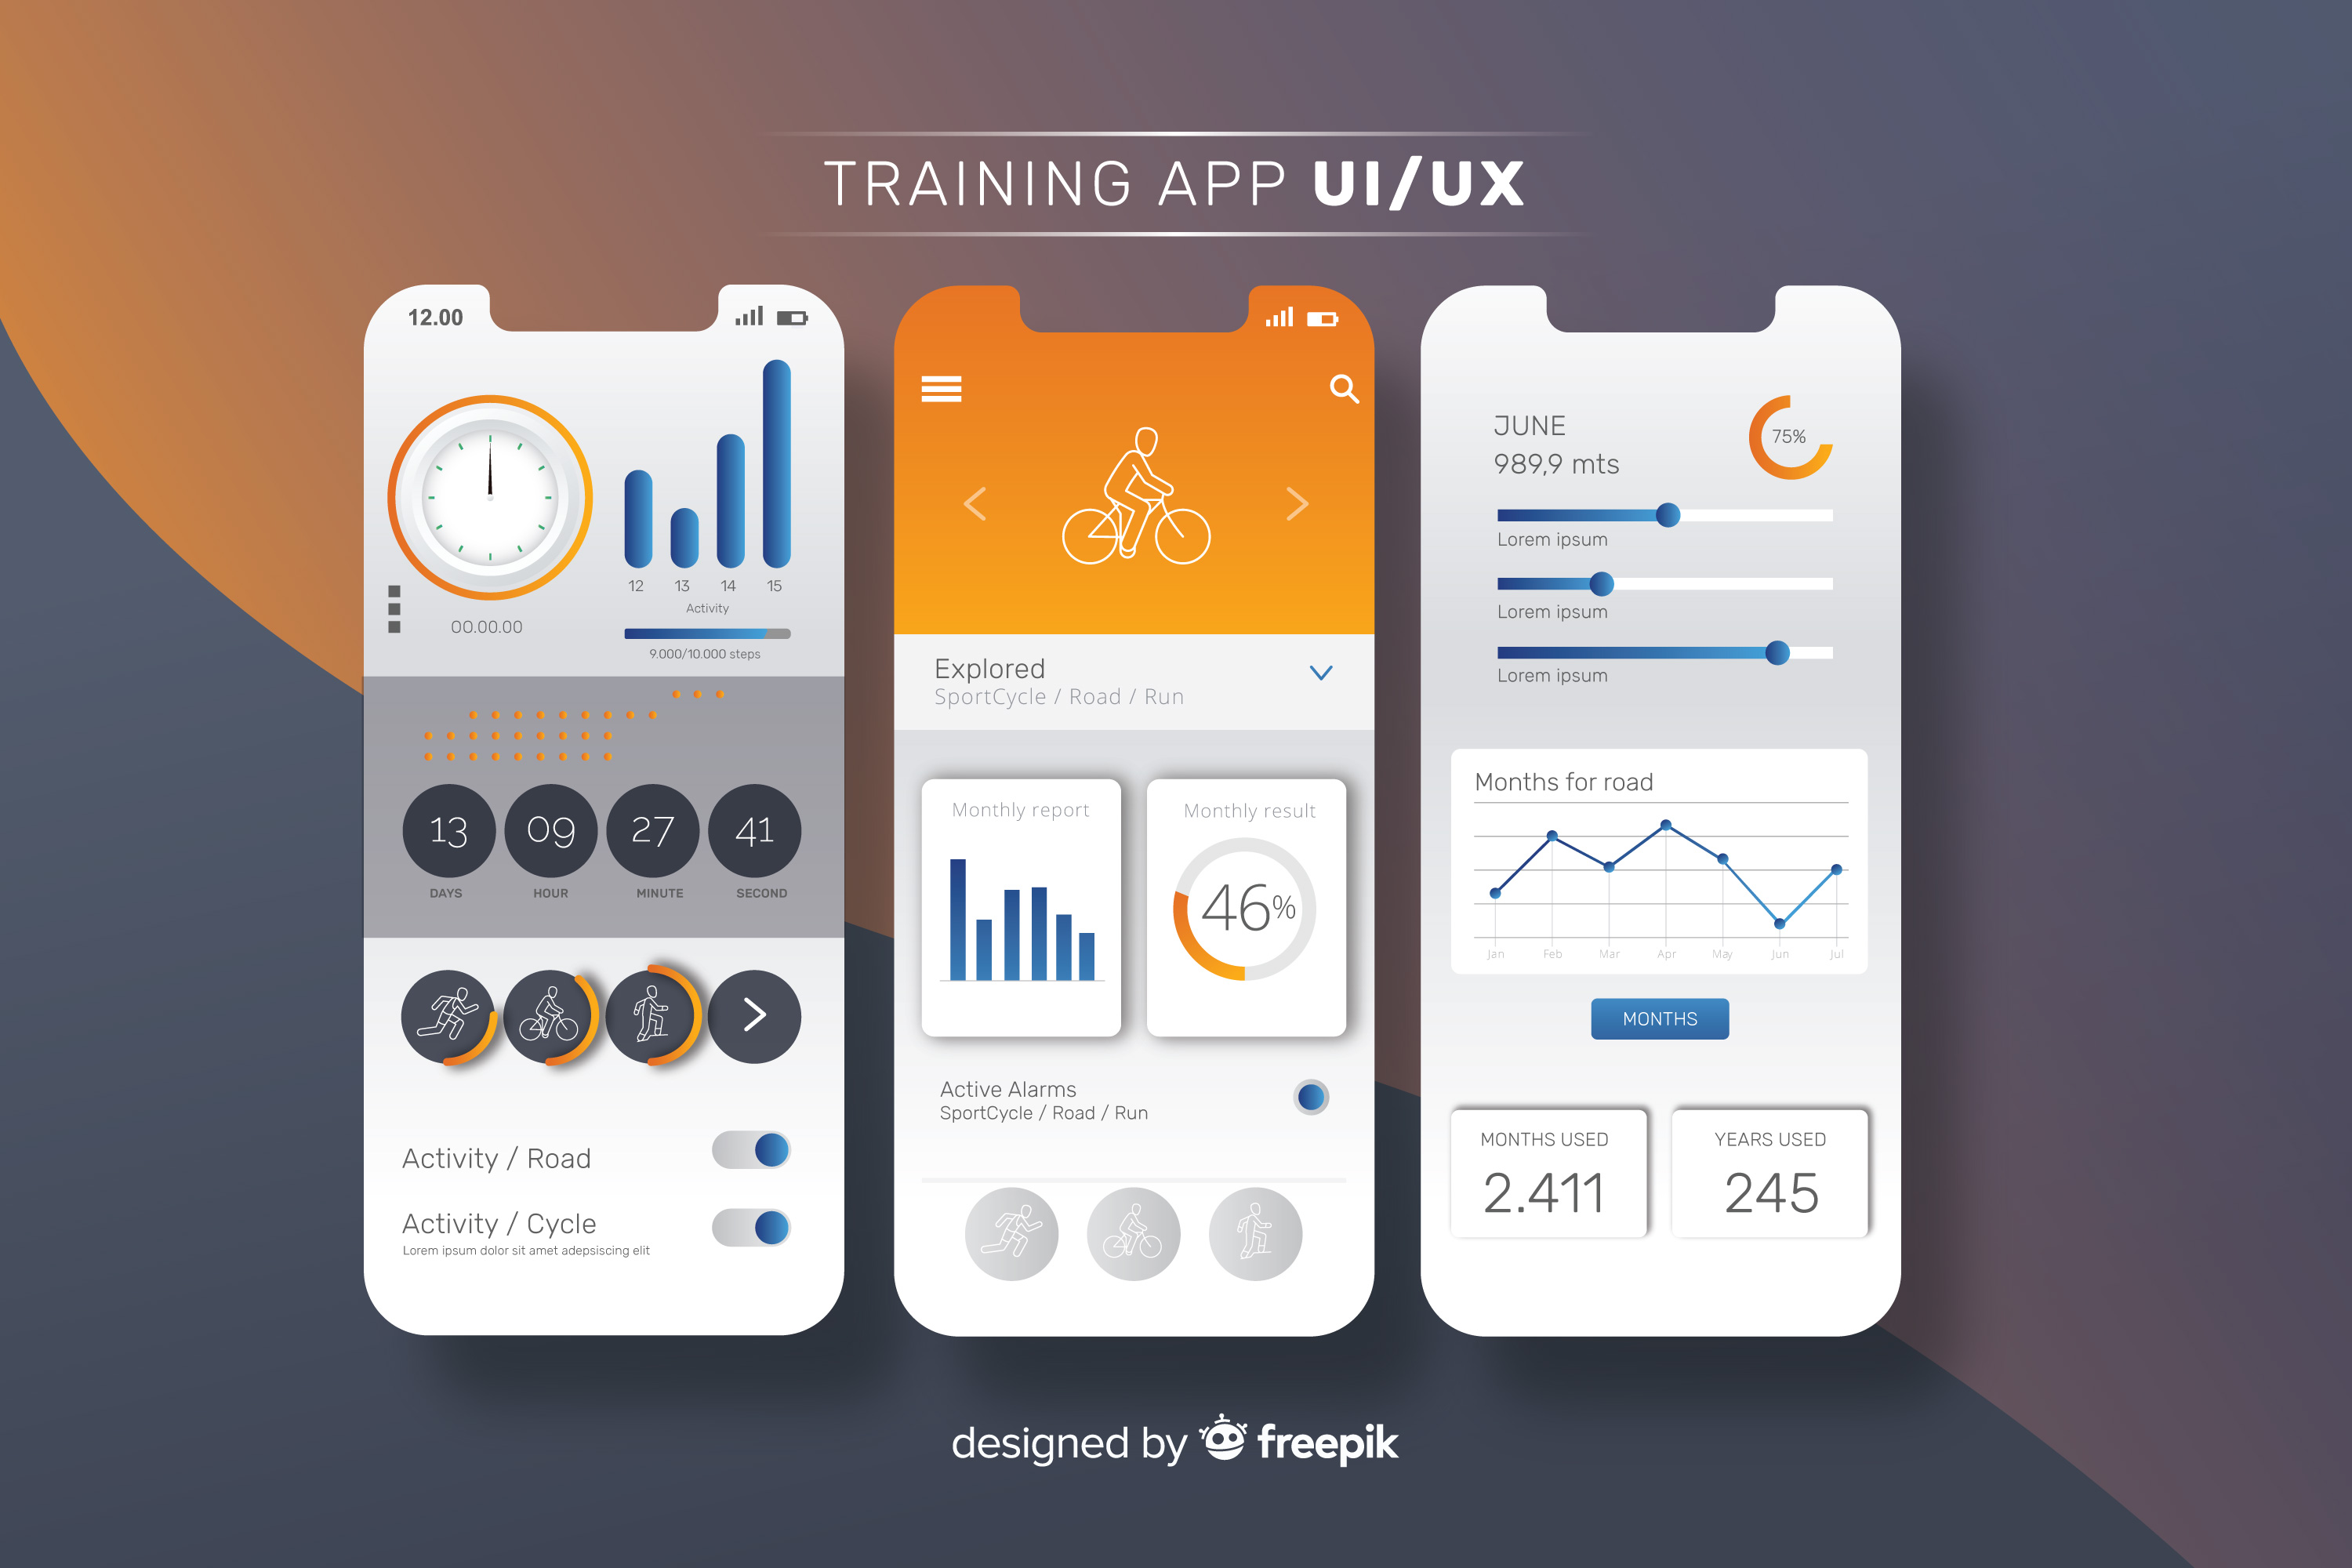 TRAINING APP UI/UX
12.00
12 13 14 15
Activity
00.00.00
9.000/10.000 steps
13 09 27 41
DAYS HOUR MINUTE SECOND
Activity / Road
Activity / Cycle
Lorem ipsum dolor sit amet adepsiscing elit
Explored
SportCycle / Road / Run
Monthly report
Monthly result
46%
Active Alarms
SportCycle / Road / Run
JUNE
989,9 mts
75%
Lorem ipsum
Lorem ipsum
Lorem ipsum
Months for road
Jan Feb Mar Apr May Jun Jul
MONTHS
MONTHS USED
2.411
YEARS USED
245
designed by freepik